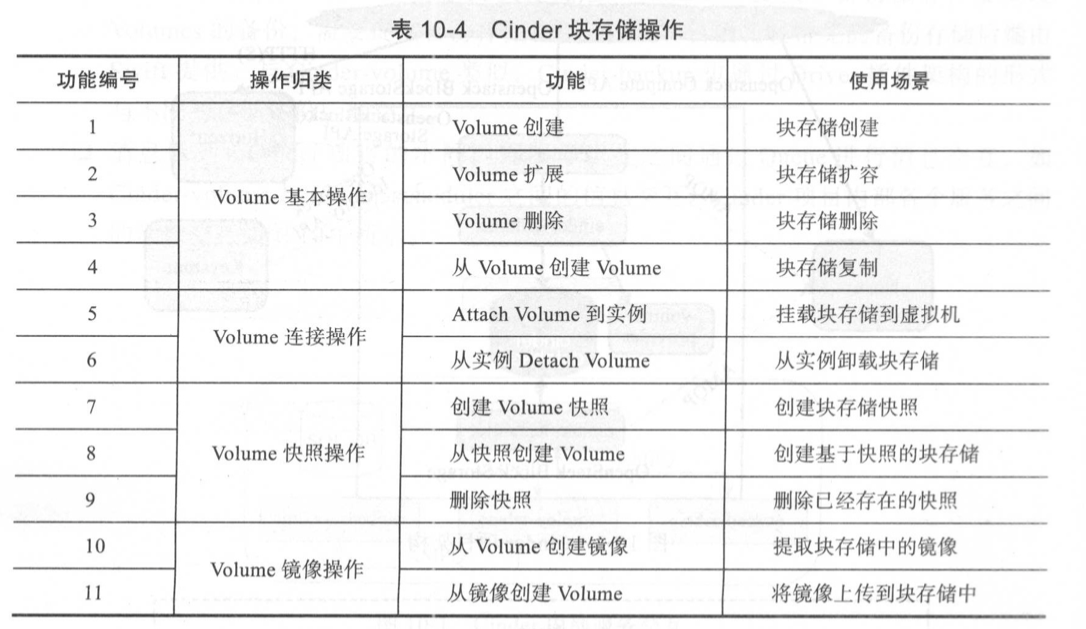 表 10-4 Cinder 块存储操作
功能编号 操作归类 功能 使用场景
1 Volume 基本操作 Volume 创建 块存储创建
2 Volume 扩展 块存储扩容
3 Volume 删除 块存储删除
4 从 Volume 创建 Volume 块存储复制
5 Volume 连接操作 Attach Volume 到实例 挂载块存储到虚拟机
6 从实例 Detach Volume 从实例卸载块存储
7 Volume 快照操作 创建 Volume 快照 创建块存储快照
8 从快照创建 Volume 创建基于快照的块存储
9 删除快照 删除已经存在的快照
10 Volume 镜像操作 从 Volume 创建镜像 提取块存储中的镜像
11 从镜像创建 Volume 将镜像上传到块存储中